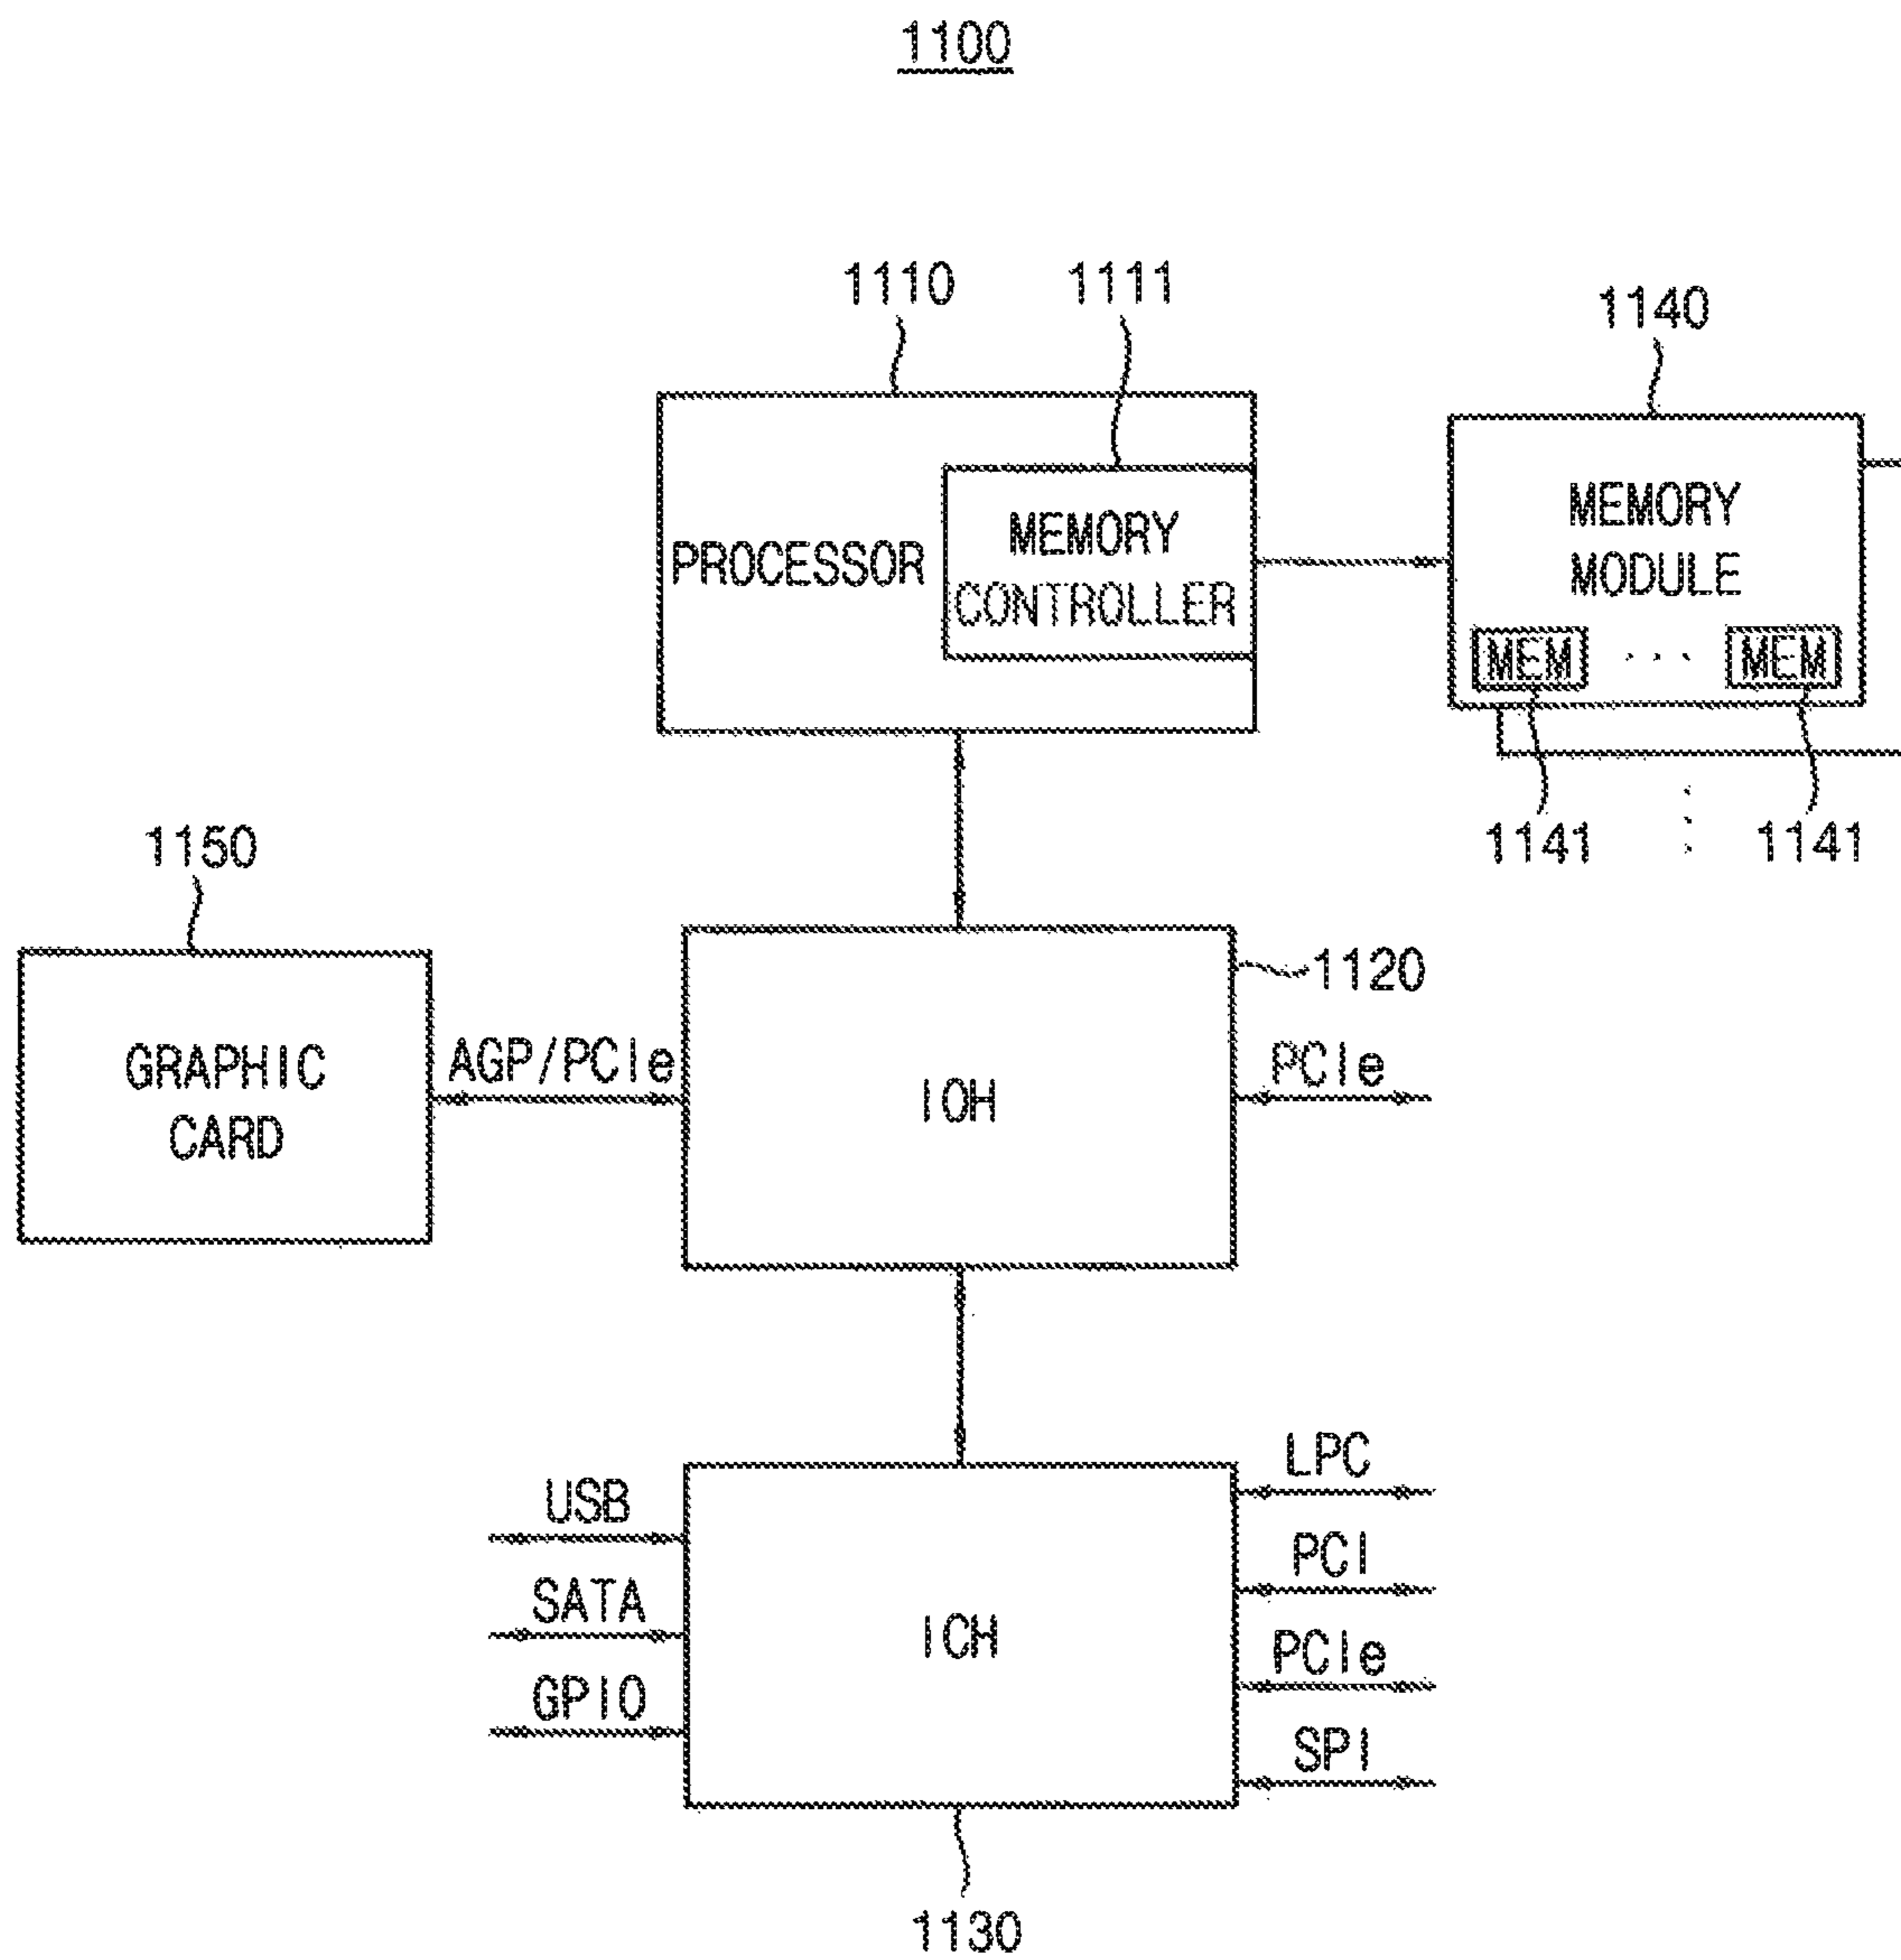 1100
1110
1111
1140
PROCESSOR
MEMORY
CONTROLLER
MEMORY
MODULE
MEM ... MEM
1141
1141
1150
1120
GRAPHIC
CARD
AGP/PCIe
IOH
PCIe
USB
SATA
GPIO
ICH
LPC
PCI
PCIe
SPI
1130